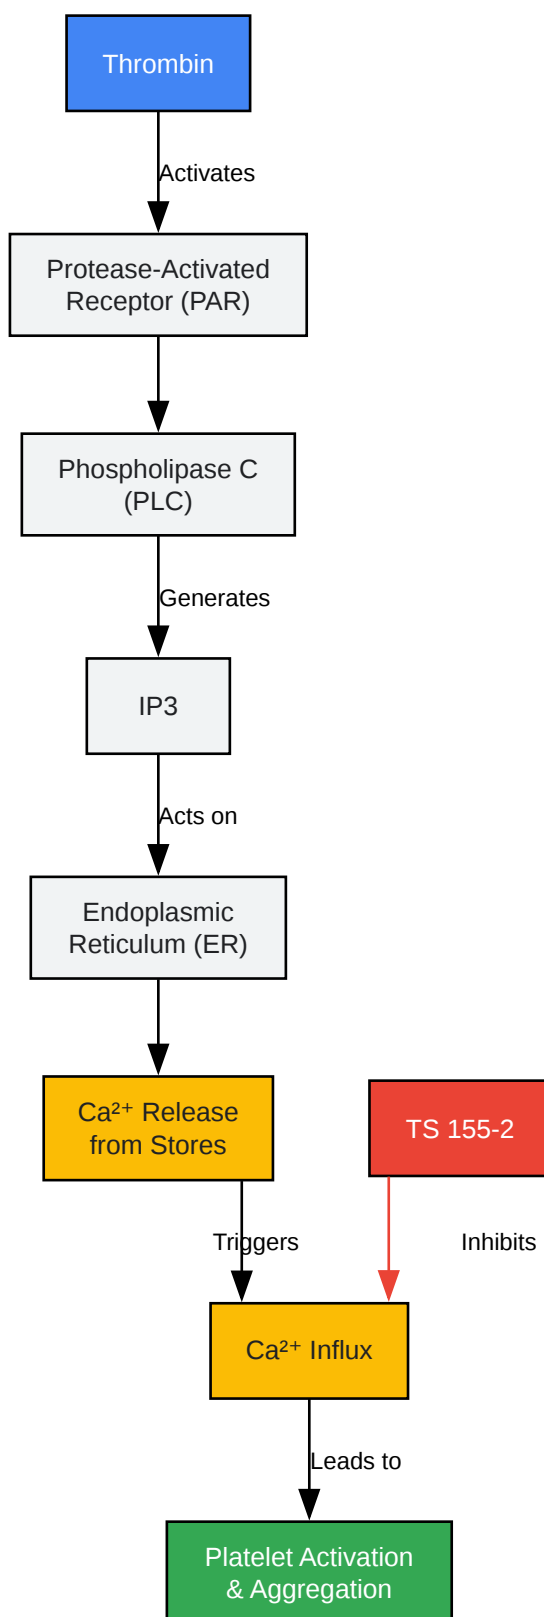 Thrombin
Activates
Protease-Activated
Receptor (PAR)
Phospholipase C
(PLC)
Generates
IP3
Acts on
Endoplasmic
Reticulum (ER)
Ca²⁺ Release
from Stores
TS 155-2
Triggers
Inhibits
Ca²⁺ Influx
Leads to
Platelet Activation
& Aggregation